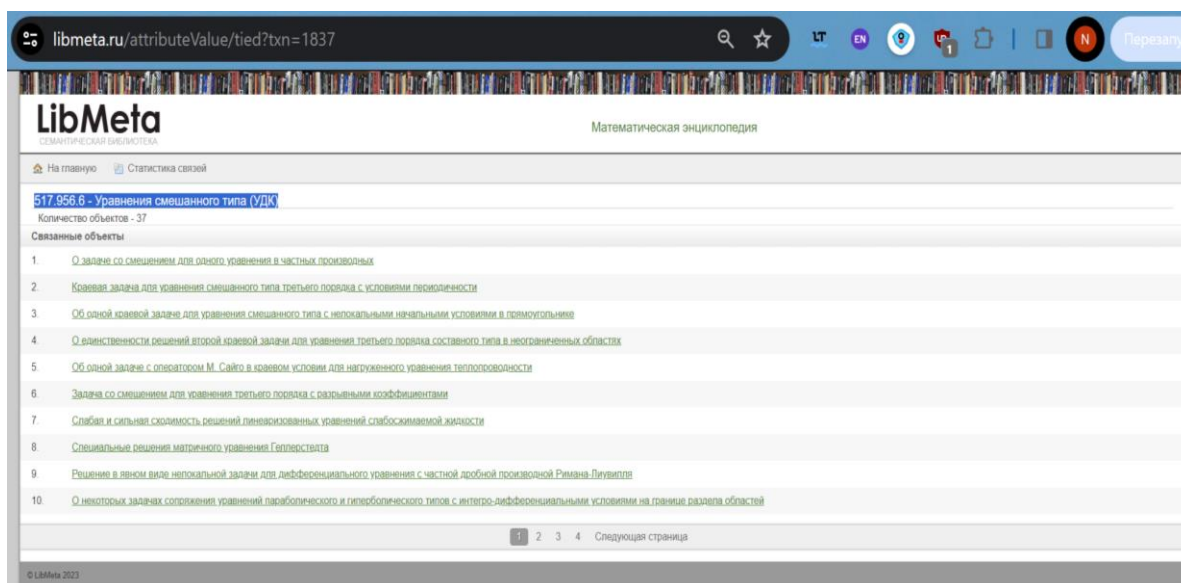 libmeta.ru/attributeValue/tied?txn=1837
LT
EN
1
N
Перезапу
LibMeta
СЕМАНТИЧЕСКАЯ БИБЛИОТЕКА
Математическая энциклопедия
На главную Статистика связей
517.956.6 - Уравнения смешанного типа (УДК)
Количество объектов - 37
Связанные объекты
1. О задаче со смешением для одного уравнения в частных производных
2. Краевая задача для уравнения смешанного типа третьего порядка с условиями периодичности
3. Об одной краевой задаче для уравнения смешанного типа с нелокальными начальными условиями в прямоугольнике
4. О единственности решений второй краевой задачи для уравнения третьего порядка составного типа в неограниченных областях
5. Об одной задаче с оператором М. Сайго в краевом условии для нагруженного уравнения теплопроводности
6. Задача со смешением для уравнения третьего порядка с разрывными коэффициентами
7. Слабая и сильная сходимость решений линеаризованных уравнений слабосжимаемой жидкости
8. Специальные решения матричного уравнения Геллерстедта
9. Решение в явном виде нелокальной задачи для дифференциального уравнения с частной дробной производной Римана-Лиувилля
10. О некоторых задачах сопряжения уравнений параболического и гиперболического типов с интегро-дифференциальными условиями на границе раздела областей
1 2 3 4 Следующая страница
© LibMeta 2023